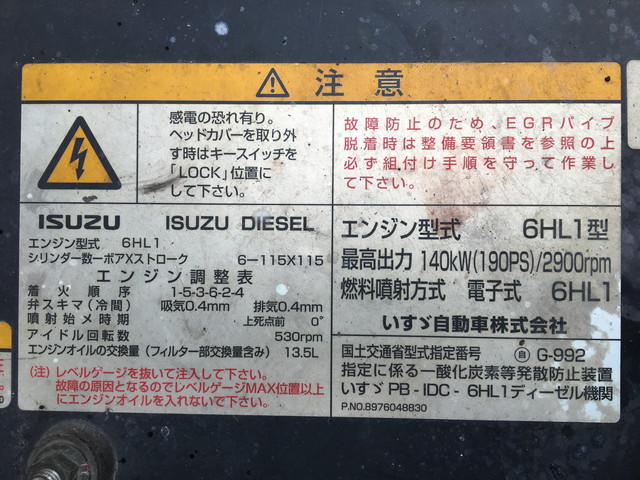 注意
感電の恐れ有り。
ヘッドカバーを取り外
す時はキースイッチを
「LOCK」位置に
して下さい。
故障防止のため、EGRパイプ
脱着時は整備要領書を参照の上
必ず組付け手順を守って作業し
て下さい。
ISUZU ISUZU DIESEL
エンジン型式 6HL1
シリンダー数−ボアXストローク 6−115X115
エンジン調整表
着火順序 1-5-3-6-2-4
弁スキマ(冷間) 吸気0.4mm 排気0.4mm
噴射始メ時期 上死点前 0°
アイドル回転数 530rpm
エンジンオイルの交換量(フィルター部交換量含み) 13.5L
(注) レベルゲージを抜いて注入して下さい。
故障の原因となるのでレベルゲージMAX位置以上
にエンジンオイルを入れないで下さい。
エンジン型式 6HL1型
最高出力 140kW(190PS)/2900rpm
燃料噴射方式 電子式 6HL1
いすゞ自動車株式会社
国土交通省型式指定番号 ㊀ G-992
指定に係る一酸化炭素等発散防止装置
いすゞPB-IDC-6HL1ディーゼル機関
P.NO.8976048830